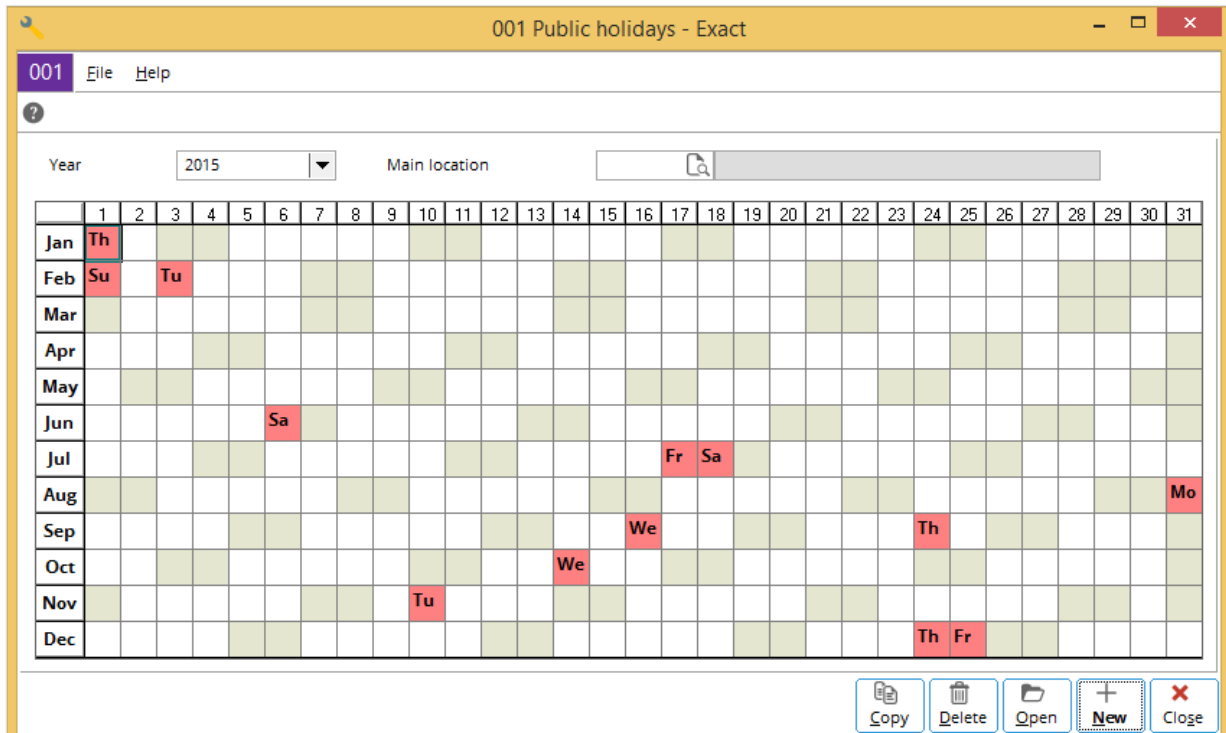 001 Public holidays - Exact
001 File Help
Year 2015 Main location
1 2 3 4 5 6 7 8 9 10 11 12 13 14 15 16 17 18 19 20 21 22 23 24 25 26 27 28 29 30 31
Jan Th
Feb Su Tu
Mar
Apr
May
Jun Sa
Jul Fr Sa
Aug Mo
Sep We Th
Oct We
Nov Tu
Dec Th Fr
Copy Delete Open New Close